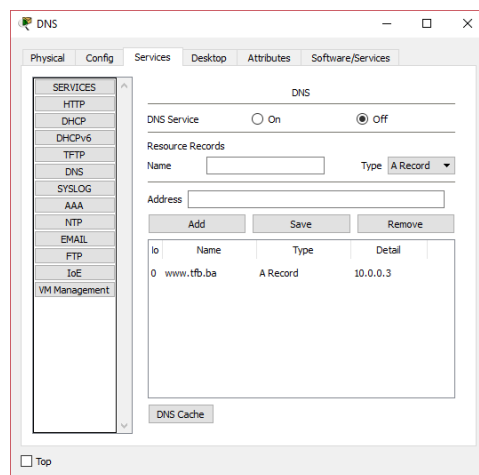 DNS
Physical Config Services Desktop Attributes Software/Services
SERVICES
HTTP
DHCP
DHCPv6
TFTP
DNS
SYSLOG
AAA
NTP
EMAIL
FTP
IoE
VM Management
DNS
DNS Service On Off
Resource Records
Name Type A Record
Address
Add Save Remove
lo Name Type Detail
0 www.tfb.ba A Record 10.0.0.3
DNS Cache
Top